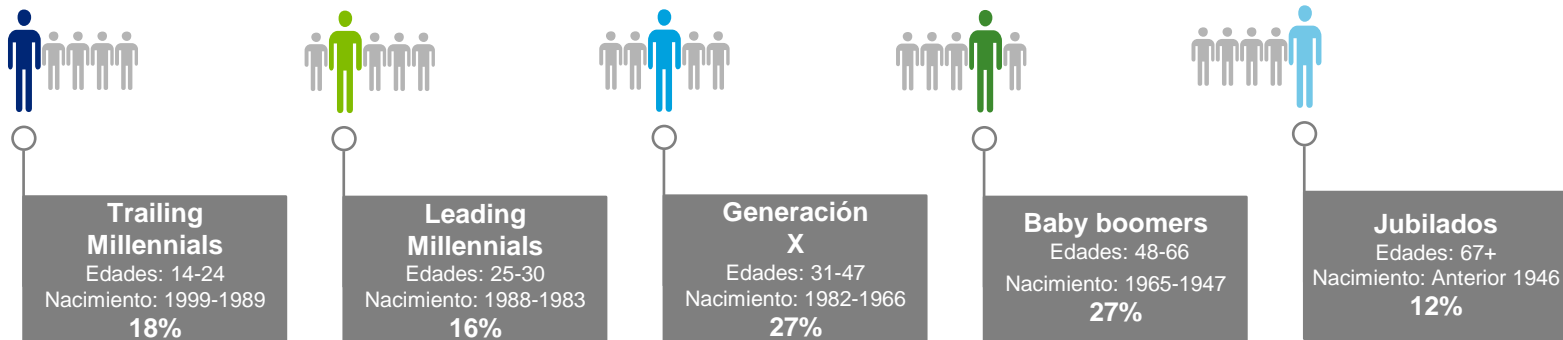 Trailing
Millennials
Edades: 14-24
Nacimiento: 1999-1989
18%
Leading
Millennials
Edades: 25-30
Nacimiento: 1988-1983
16%
Generación
X
Edades: 31-47
Nacimiento: 1982-1966
27%
Baby boomers
Edades: 48-66
Nacimiento: 1965-1947
27%
Jubilados
Edades: 67+
Nacimiento: Anterior 1946
12%